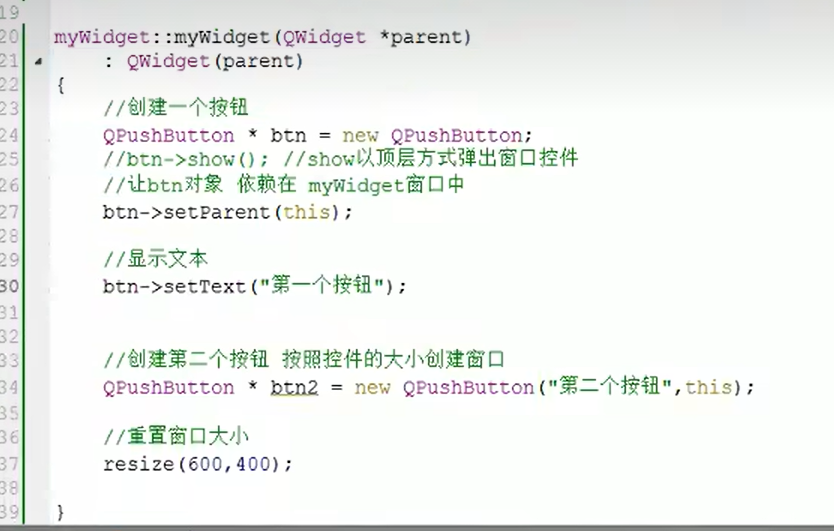 19
20 myWidget::myWidget(QWidget *parent)
21     : QWidget(parent)
22 {
23     //创建一个按钮
24     QPushButton * btn = new QPushButton;
25     //btn->show(); //show以顶层方式弹出窗口控件
26     //让btn对象 依赖在 myWidget窗口中
27     btn->setParent(this);
28
29     //显示文本
30     btn->setText("第一个按钮");
31
32
33     //创建第二个按钮 按照控件的大小创建窗口
34     QPushButton * btn2 = new QPushButton("第二个按钮",this);
35
36     //重置窗口大小
37     resize(600,400);
38
39 }